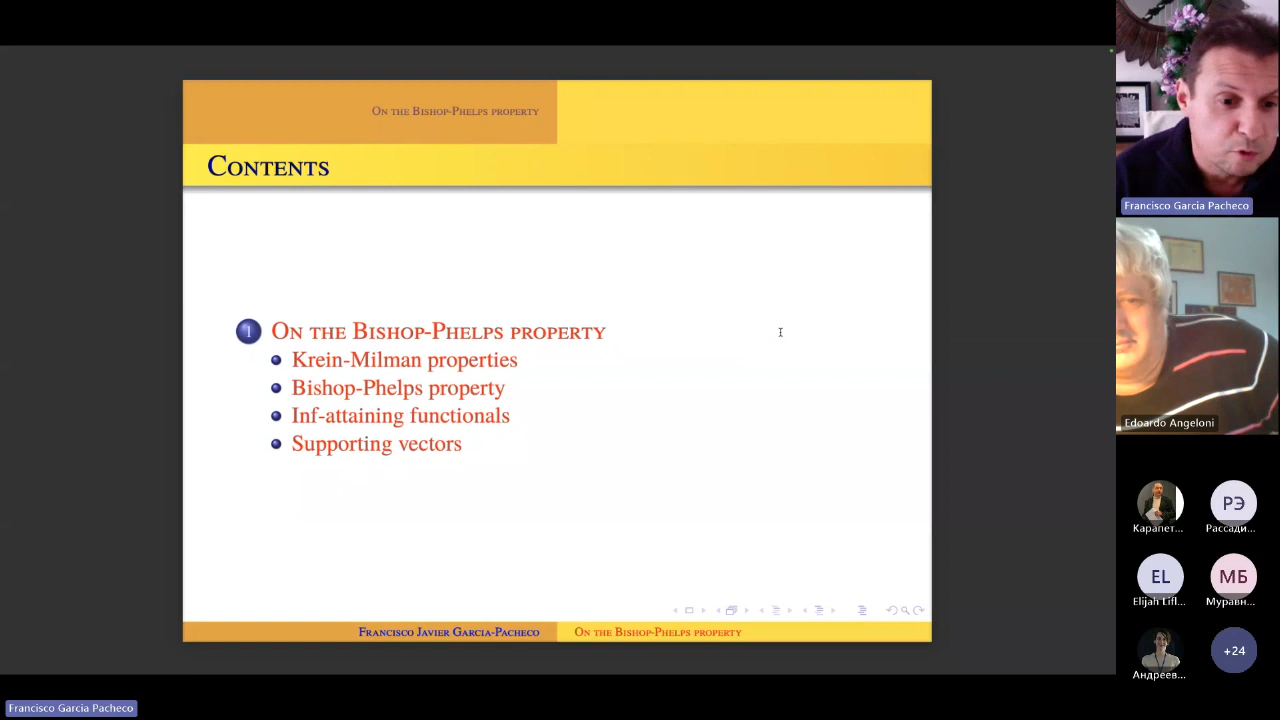 On the Bishop-Phelps property
Contents
1 On the Bishop-Phelps property
Krein-Milman properties
Bishop-Phelps property
Inf-attaining functionals
Supporting vectors
Francisco Javier Garcia-Pacheco On the Bishop-Phelps property
Francisco Garcia Pacheco
Edoardo Angeloni
РЭ
Карапет... Рассади...
EL МБ
Elijah Lifl... Муравн...
+24
Андреев...
Francisco Garcia Pacheco